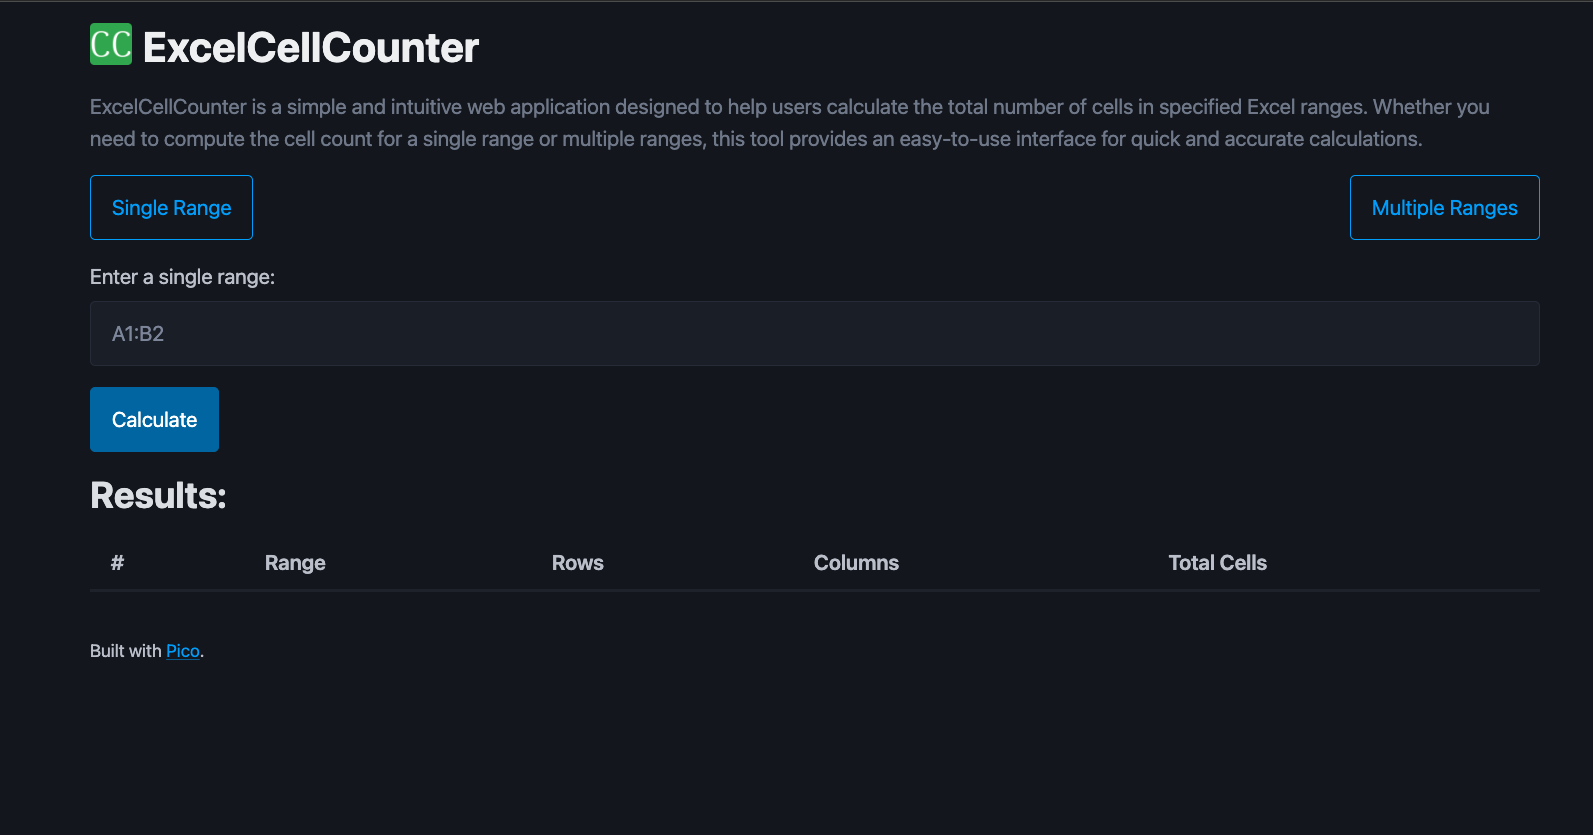 CC ExcelCellCounter
ExcelCellCounter is a simple and intuitive web application designed to help users calculate the total number of cells in specified Excel ranges. Whether you
need to compute the cell count for a single range or multiple ranges, this tool provides an easy-to-use interface for quick and accurate calculations.
Single Range Multiple Ranges
Enter a single range:
A1:B2
Calculate
Results:
# Range Rows Columns Total Cells
Built with Pico.